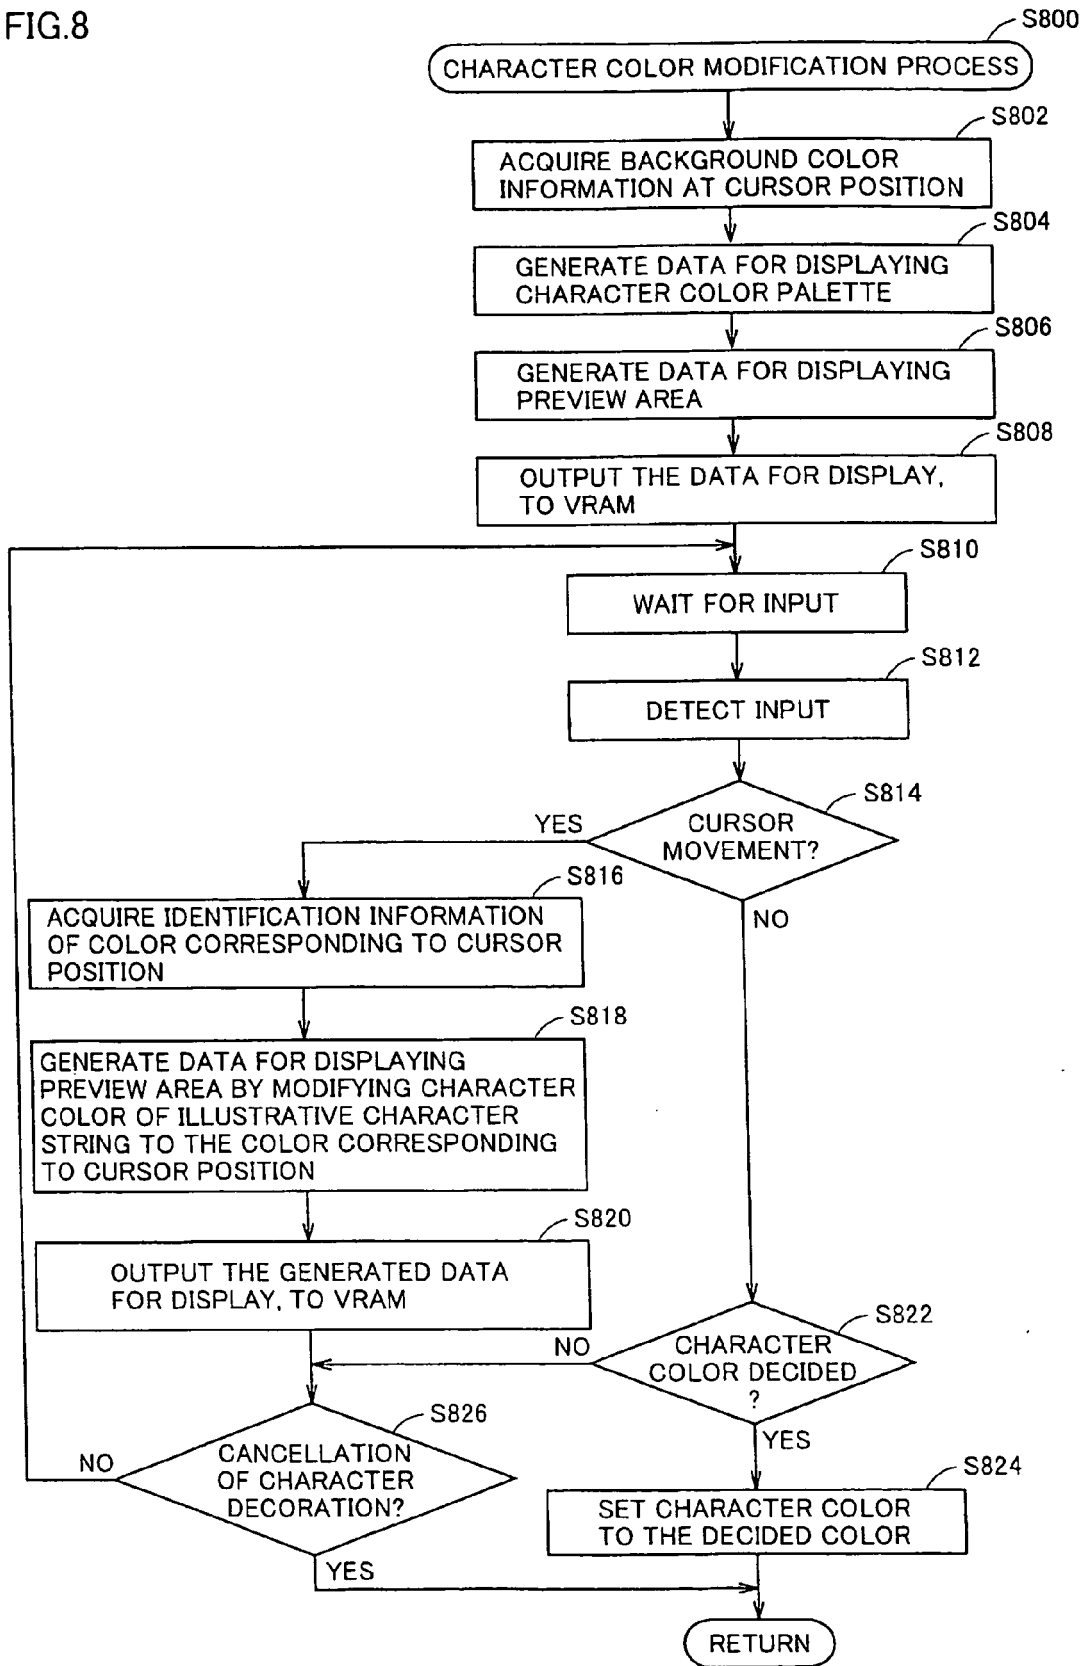 FIG.8
S800
CHARACTER COLOR MODIFICATION PROCESS
S802
ACQUIRE BACKGROUND COLOR
INFORMATION AT CURSOR POSITION
S804
GENERATE DATA FOR DISPLAYING
CHARACTER COLOR PALETTE
S806
GENERATE DATA FOR DISPLAYING
PREVIEW AREA
S808
OUTPUT THE DATA FOR DISPLAY,
TO VRAM
S810
WAIT FOR INPUT
S812
DETECT INPUT
S814
CURSOR
MOVEMENT?
YES
NO
S816
ACQUIRE IDENTIFICATION INFORMATION
OF COLOR CORRESPONDING TO CURSOR
POSITION
S818
GENERATE DATA FOR DISPLAYING
PREVIEW AREA BY MODIFYING CHARACTER
COLOR OF ILLUSTRATIVE CHARACTER
STRING TO THE COLOR CORRESPONDING
TO CURSOR POSITION
S820
OUTPUT THE GENERATED DATA
FOR DISPLAY, TO VRAM
S822
CHARACTER
COLOR DECIDED
?
NO
YES
S826
CANCELLATION
OF CHARACTER
DECORATION?
NO
YES
S824
SET CHARACTER COLOR
TO THE DECIDED COLOR
RETURN